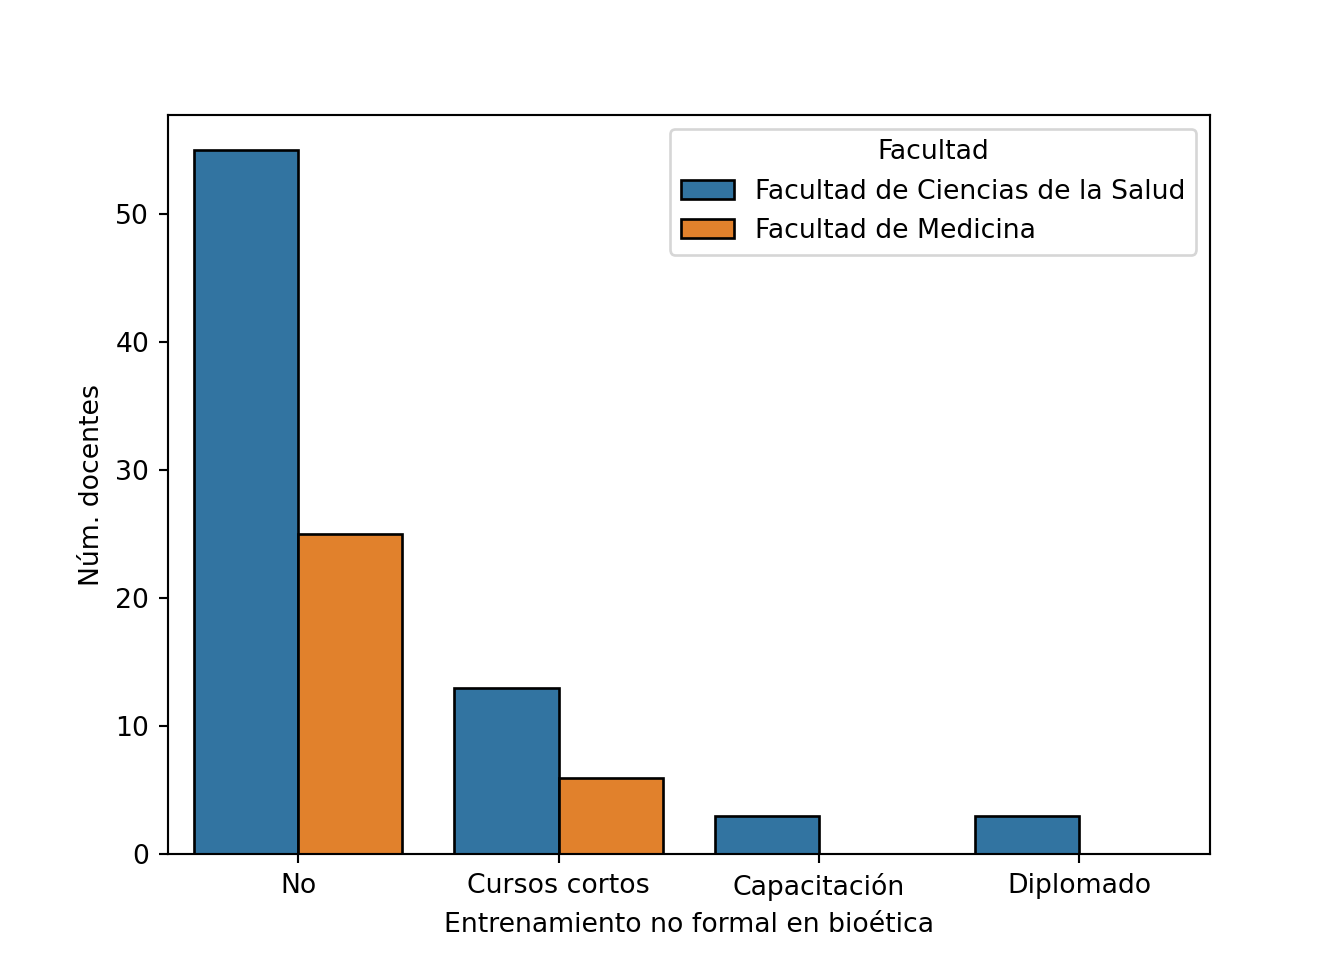 Facultad
Facultad de Ciencias de la Salud
Facultad de Medicina
50
40
30
20
10
0
Núm. docentes
No Cursos cortos Capacitación Diplomado
Entrenamiento no formal en bioética